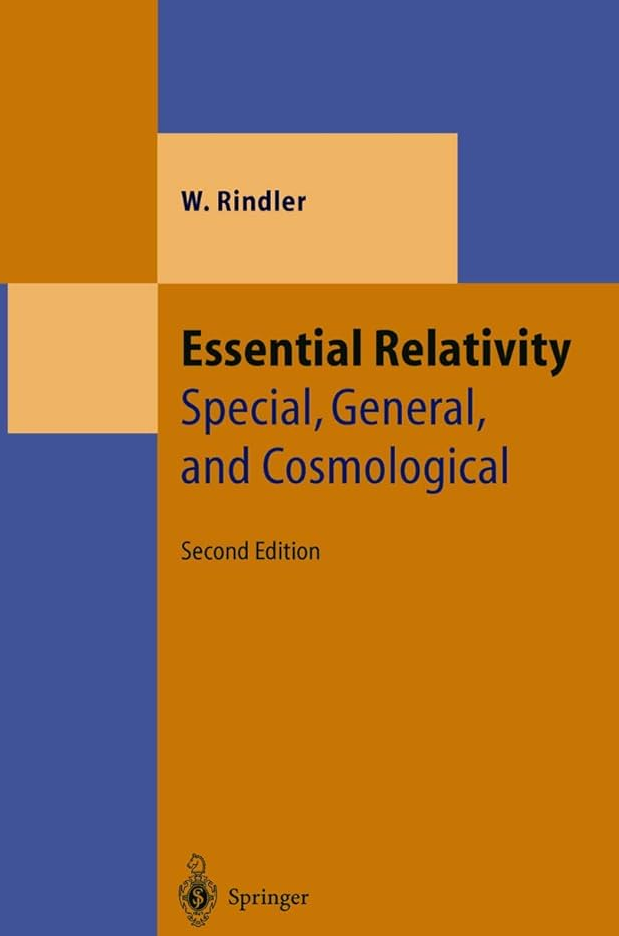 W. Rindler
Essential Relativity
Special, General,
and Cosmological
Second Edition
Springer